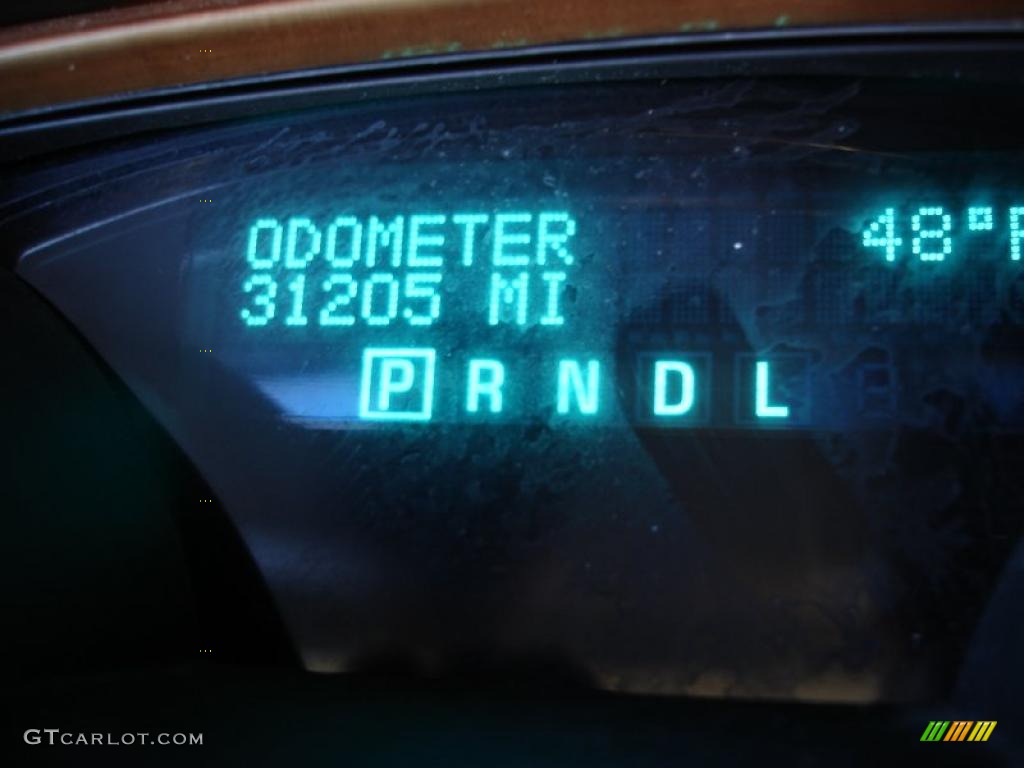 ODOMETER 48°F
31205 MI
P R N D L
GTCARLOT.COM